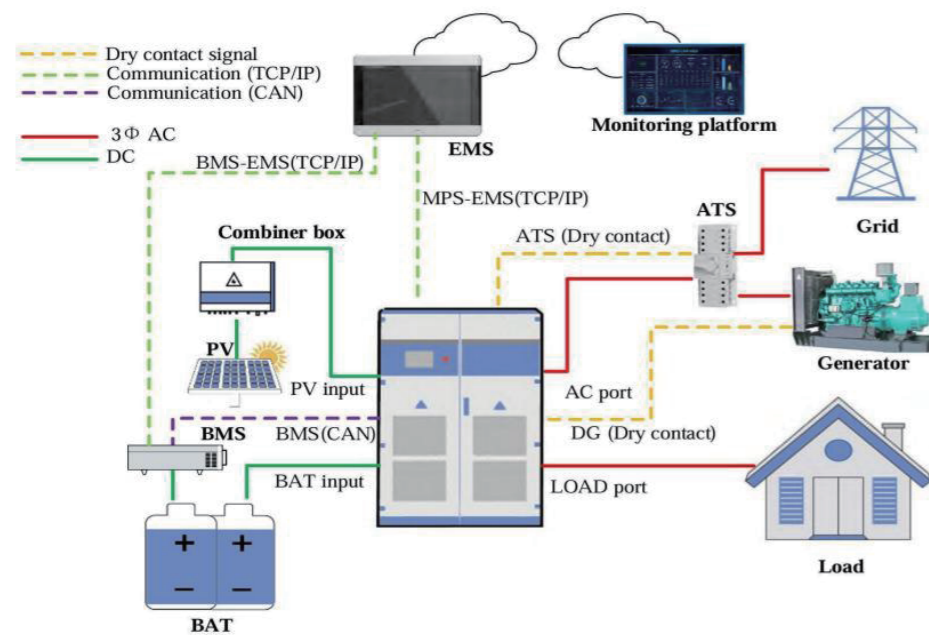 Dry contact signal
Communication (TCP/IP)
Communication (CAN)
3Φ AC
DC
EMS
Monitoring platform
BMS-EMS(TCP/IP)
MPS-EMS(TCP/IP)
ATS
Grid
Combiner box
ATS (Dry contact)
PV
Generator
PV input
AC port
BMS
BMS(CAN)
DG (Dry contact)
BAT input
LOAD port
+ +
− −
Load
BAT